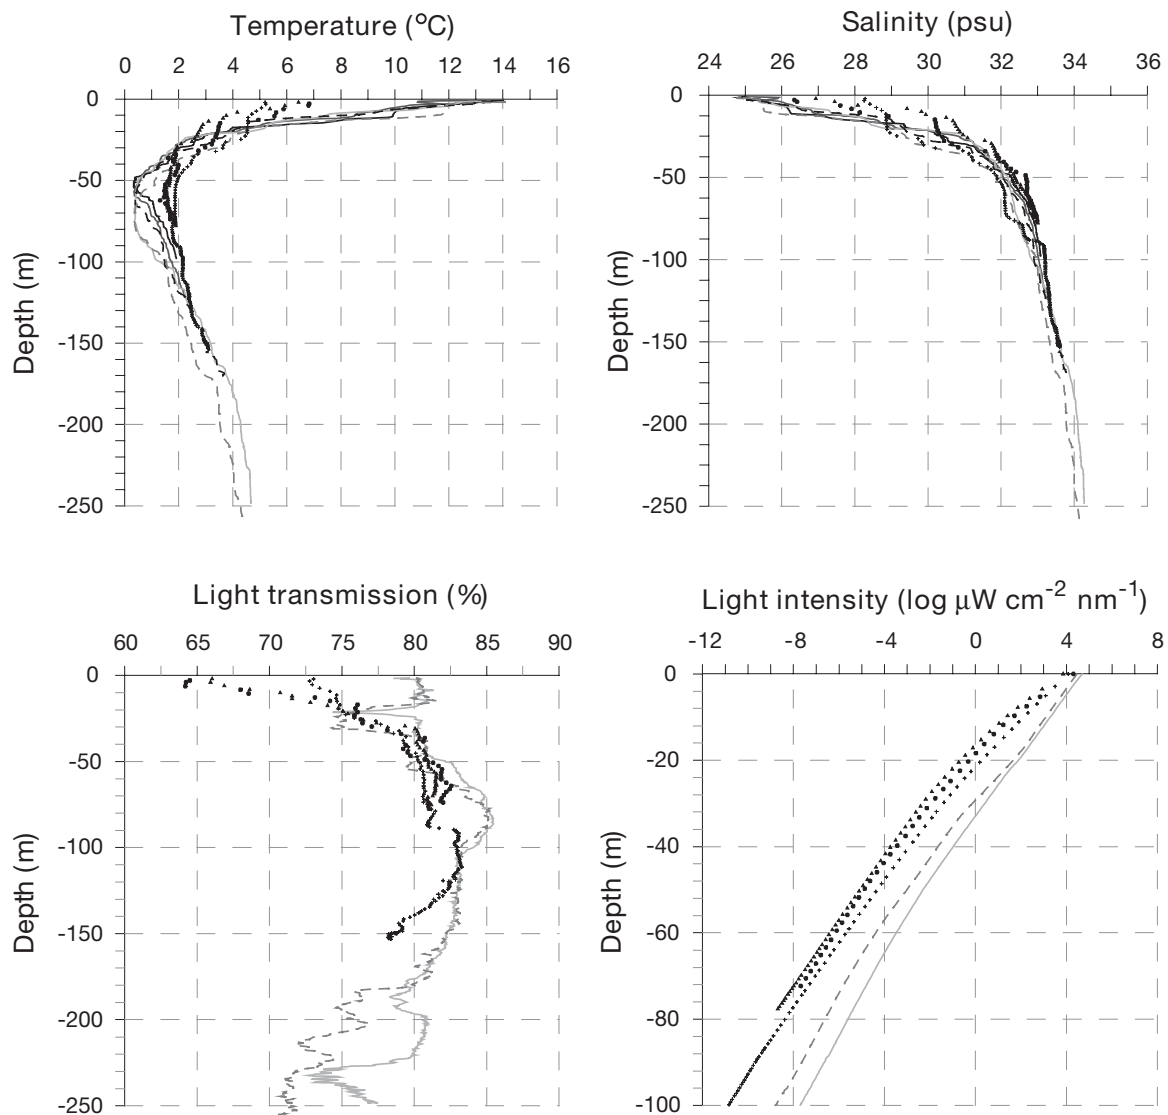 Temperature (°C)
0 2 4 6 8 10 12 14 16
0
-50
-100
-150
-200
-250
Depth (m)
Salinity (psu)
24 26 28 30 32 34 36
0
-50
-100
-150
-200
-250
Depth (m)
Light transmission (%)
60 65 70 75 80 85 90
0
-50
-100
-150
-200
-250
Depth (m)
Light intensity (log µW cm⁻² nm⁻¹)
-12 -8 -4 0 4 8
0
-20
-40
-60
-80
-100
Depth (m)